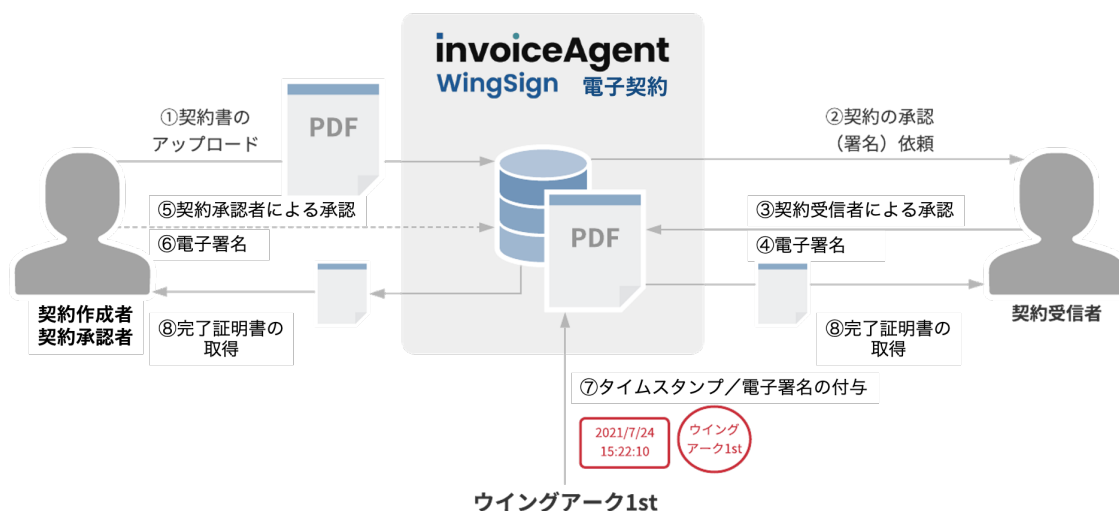 invoiceAgent
WingSign 電子契約
①契約書の
アップロード
PDF
②契約の承認
（署名）依頼
⑤契約承認者による承認
⑥電子署名
PDF
③契約受信者による承認
④電子署名
契約作成者
契約承認者
⑧完了証明書の
取得
契約受信者
⑧完了証明書の
取得
⑦タイムスタンプ／電子署名の付与
2021/7/24
15:22:10
ウイング
アーク1st
ウイングアーク1st